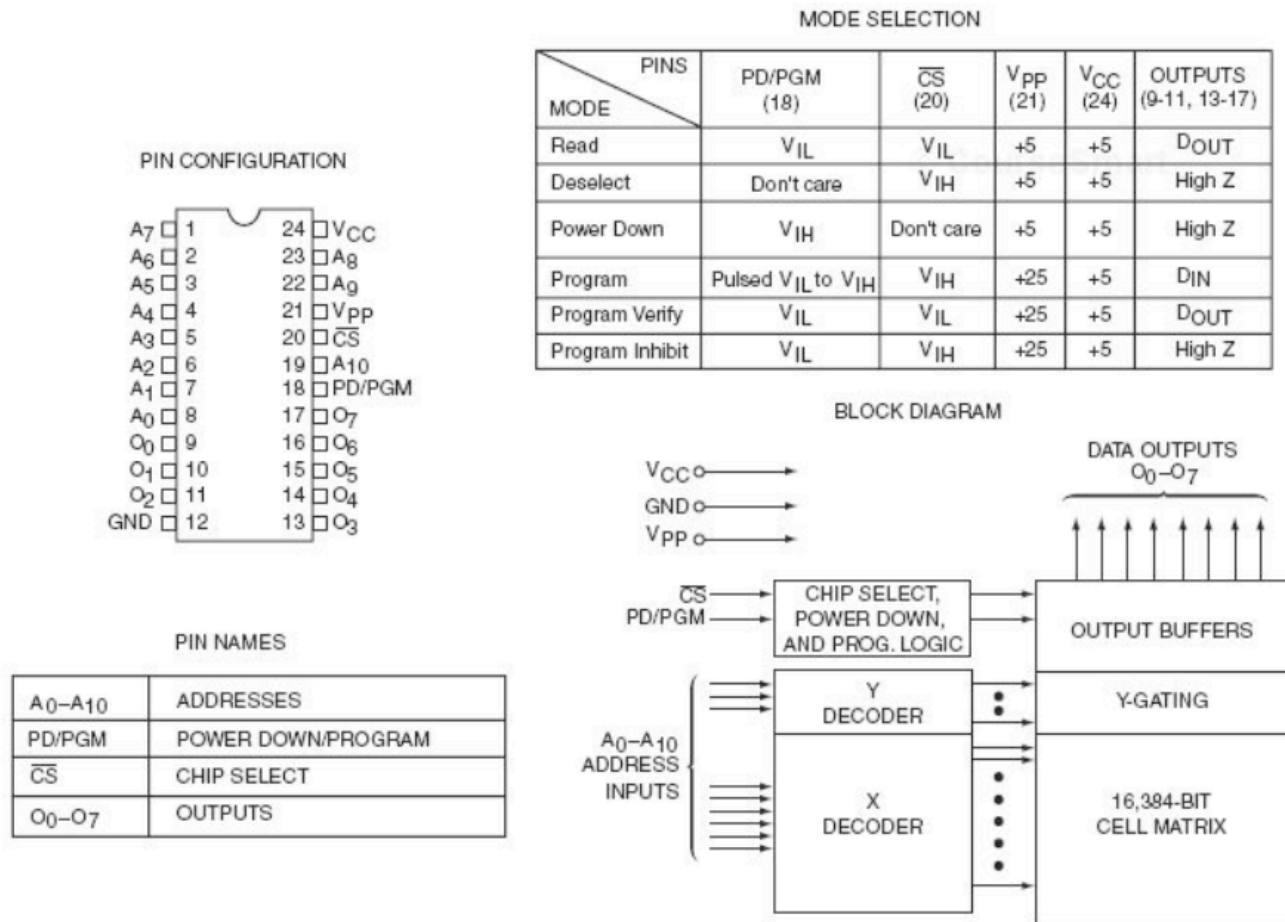 MODE SELECTION
PINS
MODE
PD/PGM
(18)
CS
(20)
VPP
(21)
VCC
(24)
OUTPUTS
(9-11, 13-17)
Read VIL VIL +5 +5 DOUT
Deselect Don't care VIH +5 +5 High Z
Power Down VIH Don't care +5 +5 High Z
Program Pulsed VIL to VIH VIH +25 +5 DIN
Program Verify VIL VIL +25 +5 DOUT
Program Inhibit VIL VIH +25 +5 High Z
PIN CONFIGURATION
A7 1 24 VCC
A6 2 23 A8
A5 3 22 A9
A4 4 21 VPP
A3 5 20 CS
A2 6 19 A10
A1 7 18 PD/PGM
A0 8 17 O7
O0 9 16 O6
O1 10 15 O5
O2 11 14 O4
GND 12 13 O3
PIN NAMES
A0–A10 ADDRESSES
PD/PGM POWER DOWN/PROGRAM
CS CHIP SELECT
O0–O7 OUTPUTS
BLOCK DIAGRAM
DATA OUTPUTS
O0–O7
VCC
GND
VPP
CS
PD/PGM
CHIP SELECT,
POWER DOWN,
AND PROG. LOGIC
OUTPUT BUFFERS
Y
DECODER
Y-GATING
A0–A10
ADDRESS
INPUTS
X
DECODER
16,384-BIT
CELL MATRIX